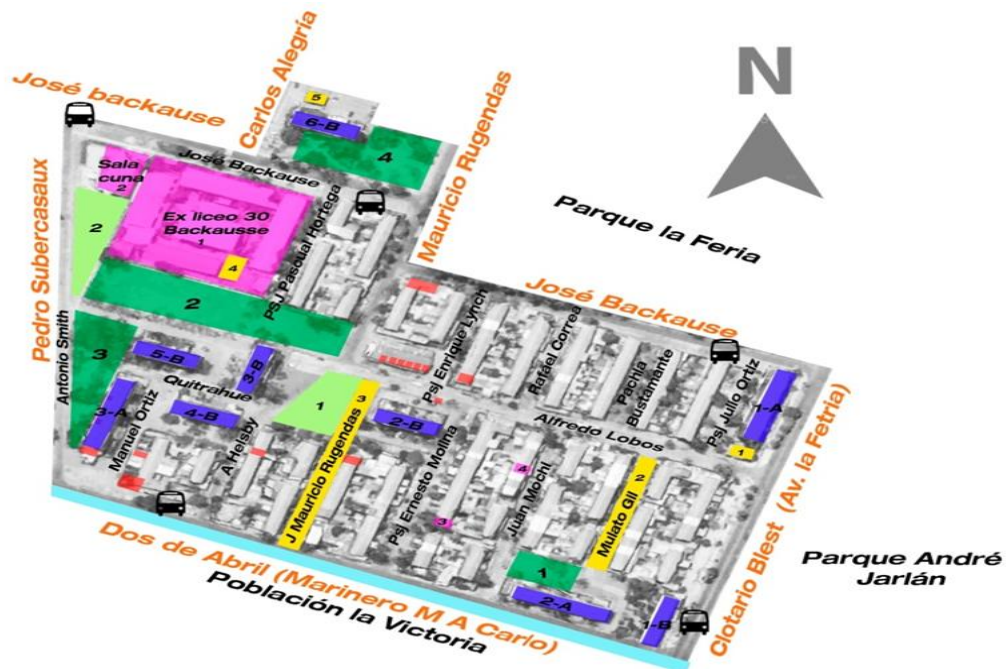 N
José backause
Carlos Alegria
5
6-B
4
Mauricio Rugendas
José Backause
Sala
cuna
2
Ex liceo 30
Backausse
1
4
PSJ Pascual Hortega
Parque la Feria
2
2
Pedro Subercasaux
Antonio Smith
3
José Backause
Psj Enrique Lynch
Rafael Correa
Pachia
Bustamante
Psj Julio Ortiz
1-A
1
5-B
3-B
Quitrahue
3-A
4-B
Manuel Ortiz
A Helsby
1
3
J Mauricio Rugendas
2-B
Alfredo Lobos
Psj Ernesto Molina
4
3
Juan Mochi
2
Mulato Gil
1
2-A
1-B
Clotario Blest (Av. la Fetria)
Parque André
Jarlán
Dos de Abril (Marinero M A Carlo)
Población la Victoria